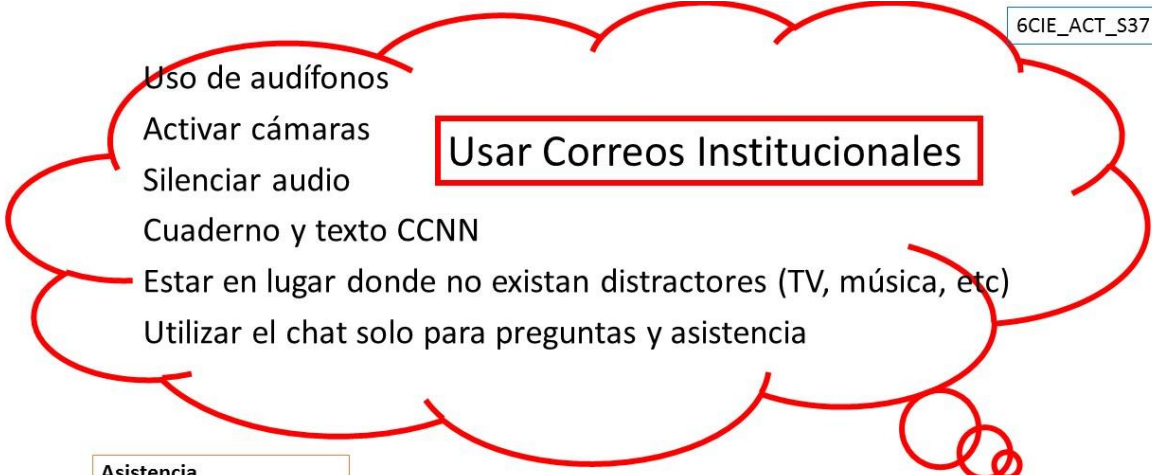 6CIE_ACT_S37
Uso de audífonos
Activar cámaras
Usar Correos Institucionales
Silenciar audio
Cuaderno y texto CCNN
Estar en lugar donde no existan distractores (TV, música, etc)
Utilizar el chat solo para preguntas y asistencia
Asistencia